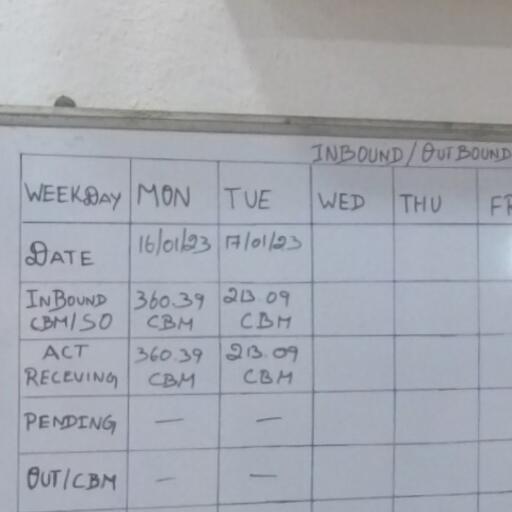 INBOUND/OUTBOUND
WEEKDAY MON TUE WED THU FR
DATE 16/01/23 17/01/23
INBOUND 360.39 213.09
CBM/SO CBM CBM
ACT 360.39 213.09
RECEVING CBM CBM
PENDING — —
OUT/CBM — —